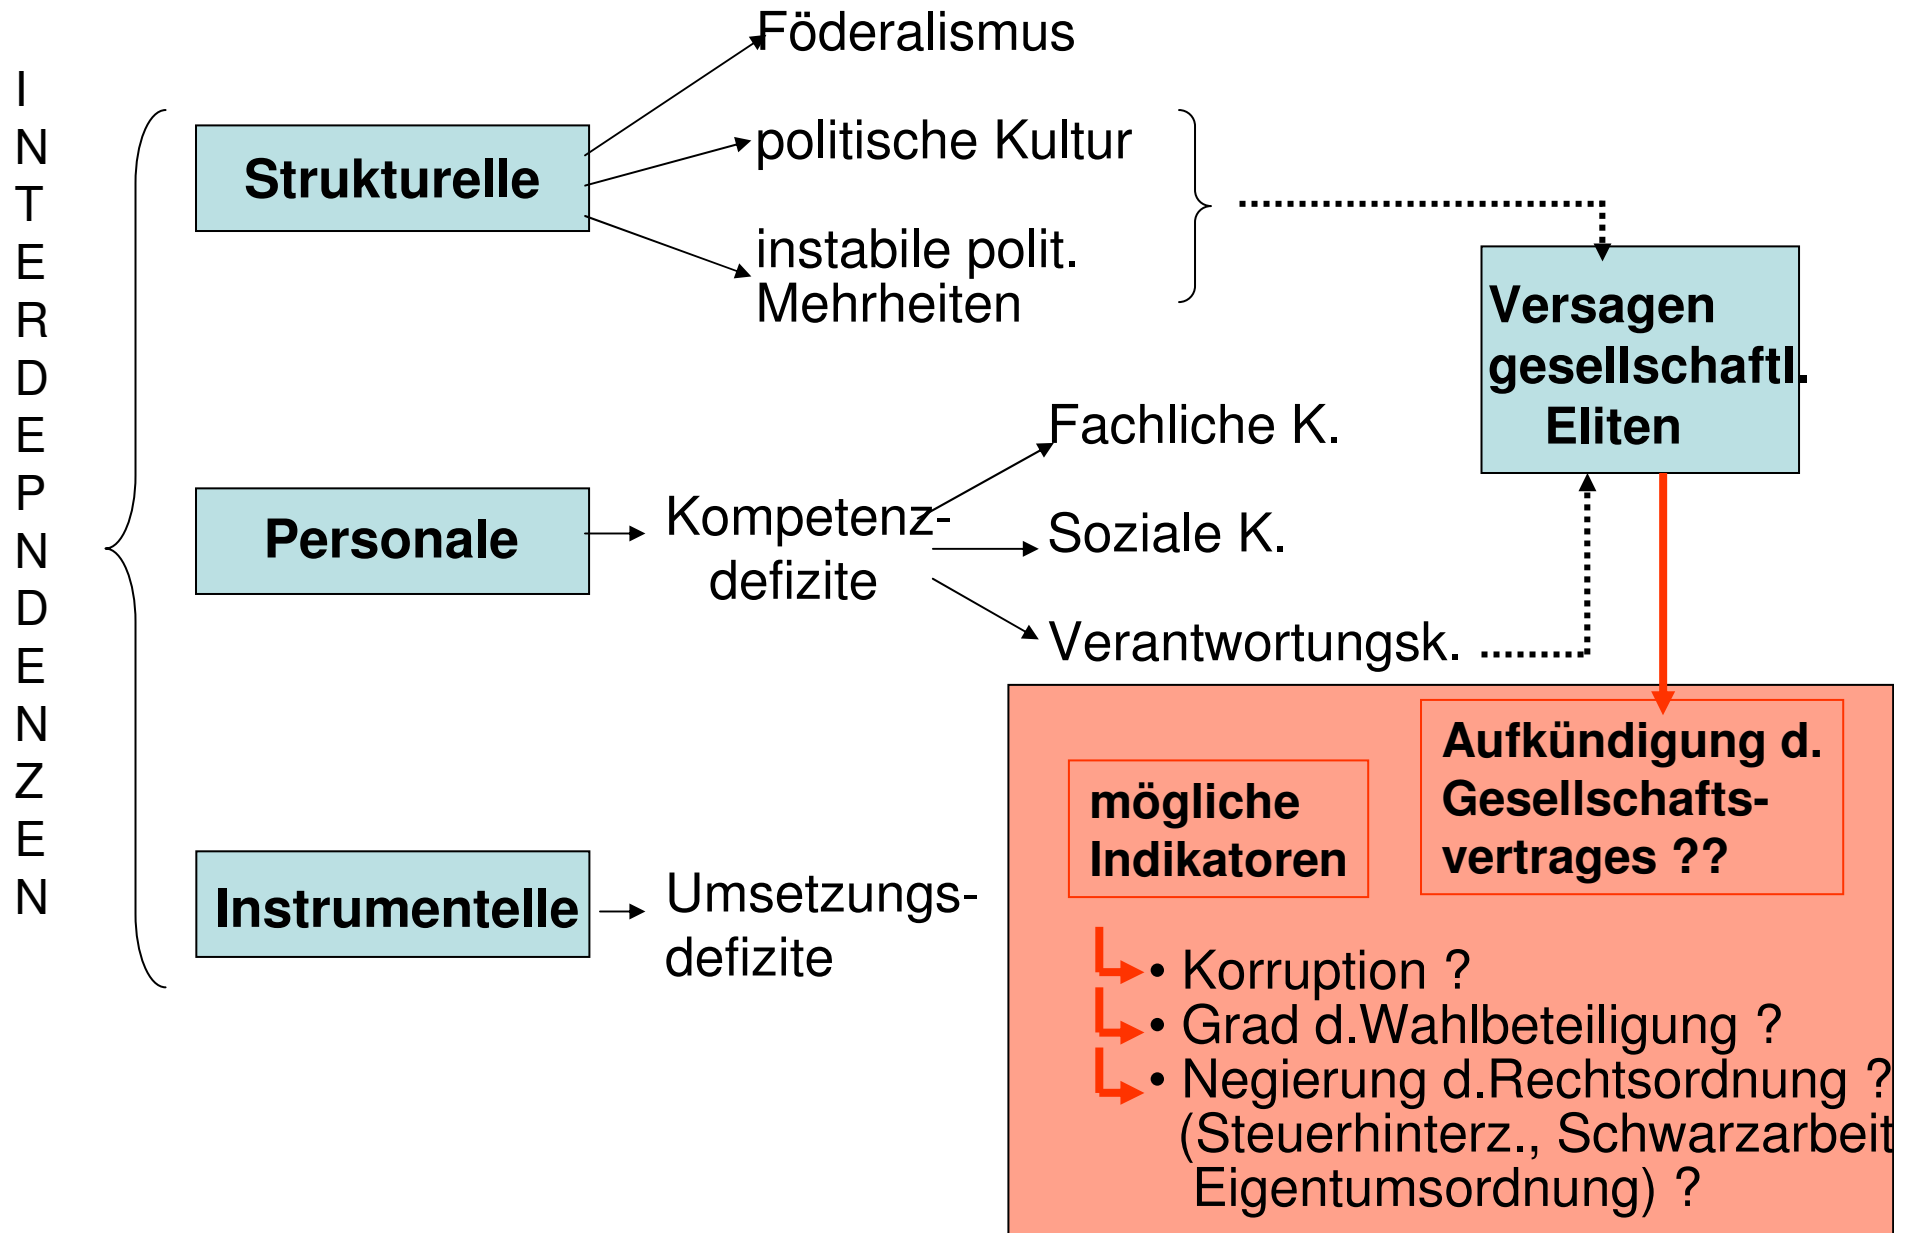 INTERDEPNDENZEN
Strukturelle
Föderalismus
politische Kultur
instabile polit.
Mehrheiten
Versagen
gesellschaftl.
Eliten
Personale
Kompetenz-
defizite
Fachliche K.
Soziale K.
Verantwortungsk.
Instrumentelle
Umsetzungs-
defizite
mögliche
Indikatoren
Aufkündigung d.
Gesellschafts-
vertrages ??
• Korruption ?
• Grad d.Wahlbeteiligung ?
• Negierung d.Rechtsordnung ?
(Steuerhinterz., Schwarzarbeit
Eigentumsordnung) ?